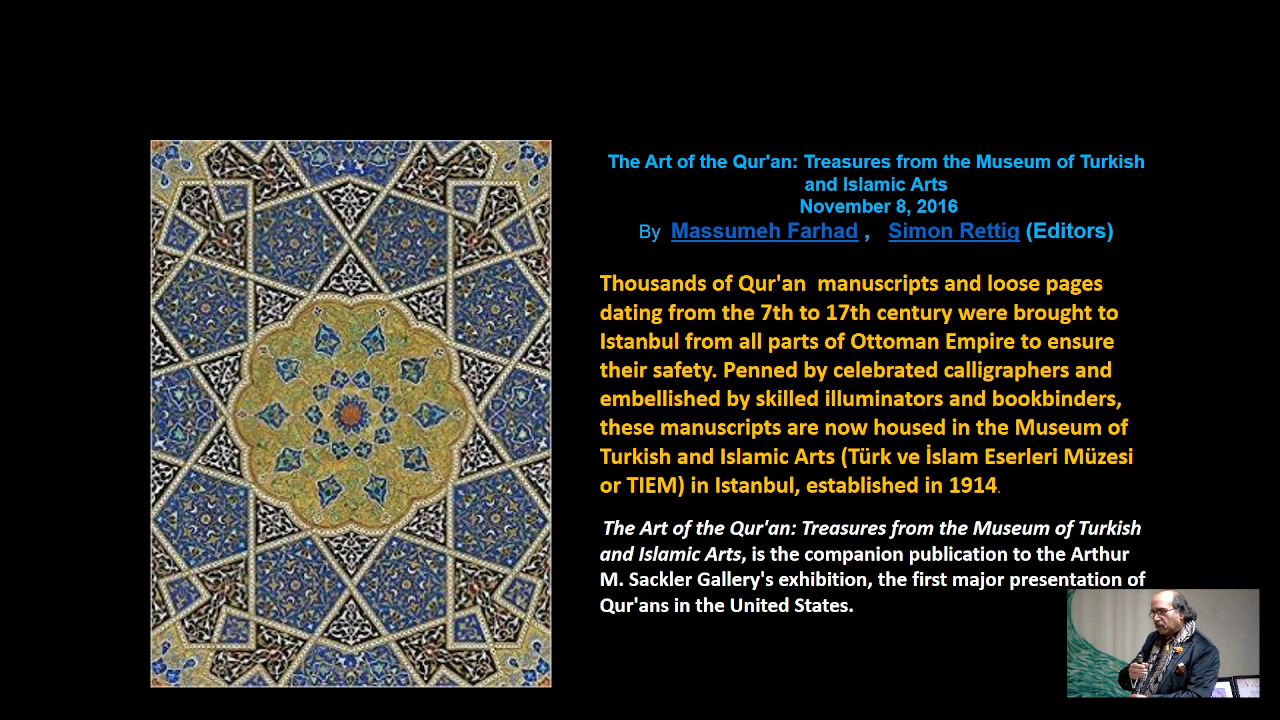 The Art of the Qur'an: Treasures from the Museum of Turkish
and Islamic Arts
November 8, 2016
By Massumeh Farhad , Simon Rettig (Editors)
Thousands of Qur'an manuscripts and loose pages
dating from the 7th to 17th century were brought to
Istanbul from all parts of Ottoman Empire to ensure
their safety. Penned by celebrated calligraphers and
embellished by skilled illuminators and bookbinders,
these manuscripts are now housed in the Museum of
Turkish and Islamic Arts (Türk ve İslam Eserleri Müzesi
or TIEM) in Istanbul, established in 1914.
The Art of the Qur'an: Treasures from the Museum of Turkish
and Islamic Arts, is the companion publication to the Arthur
M. Sackler Gallery's exhibition, the first major presentation of
Qur'ans in the United States.